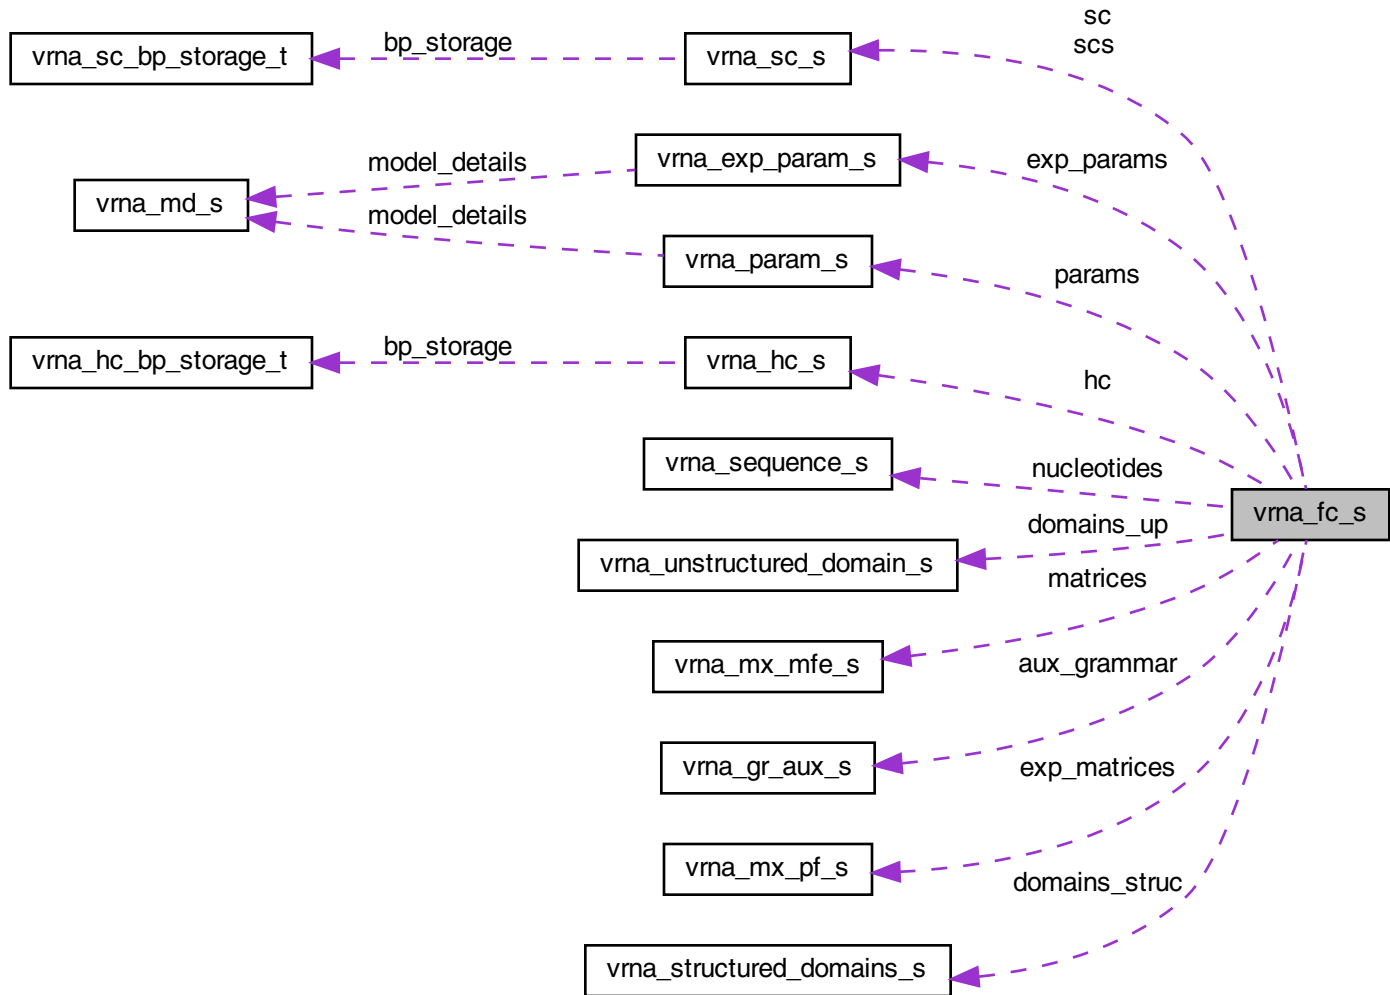 sc
scs
vrna_sc_bp_storage_t
bp_storage
vrna_sc_s
model_details
vrna_exp_param_s
exp_params
vrna_md_s
model_details
vrna_param_s
params
vrna_hc_bp_storage_t
bp_storage
vrna_hc_s
hc
vrna_sequence_s
nucleotides
vrna_fc_s
domains_up
vrna_unstructured_domain_s
matrices
vrna_mx_mfe_s
aux_grammar
vrna_gr_aux_s
exp_matrices
vrna_mx_pf_s
domains_struc
vrna_structured_domains_s